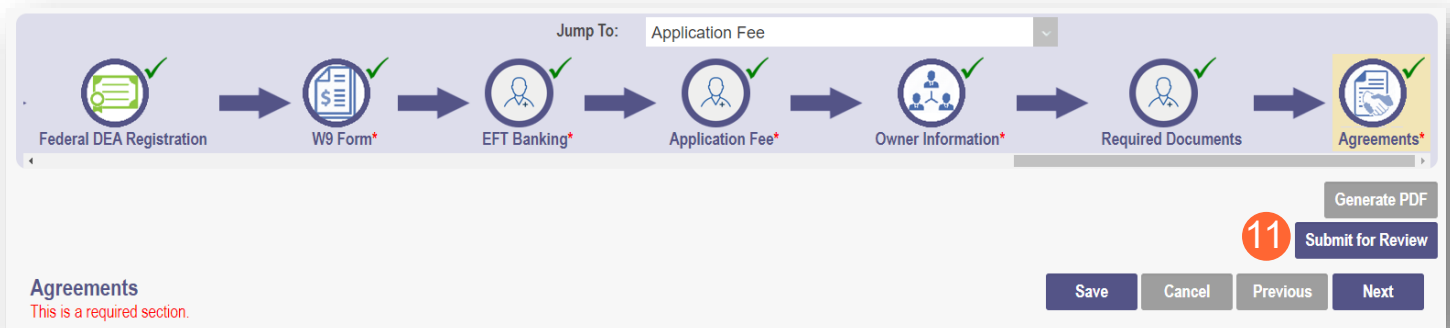 Jump To: Application Fee
Federal DEA Registration W9 Form* EFT Banking* Application Fee* Owner Information* Required Documents Agreements*
Generate PDF
11 Submit for Review
Agreements Save Cancel Previous Next
This is a required section.